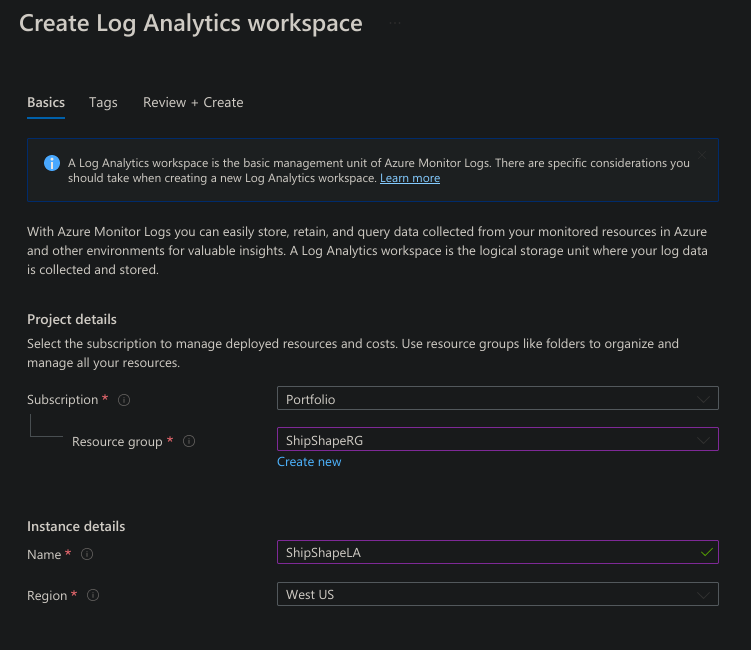 Create Log Analytics workspace ...
Basics Tags Review + Create
A Log Analytics workspace is the basic management unit of Azure Monitor Logs. There are specific considerations you
should take when creating a new Log Analytics workspace. Learn more
With Azure Monitor Logs you can easily store, retain, and query data collected from your monitored resources in Azure
and other environments for valuable insights. A Log Analytics workspace is the logical storage unit where your log data
is collected and stored.
Project details
Select the subscription to manage deployed resources and costs. Use resource groups like folders to organize and
manage all your resources.
Subscription * Portfolio
Resource group * ShipShapeRG
Create new
Instance details
Name * ShipShapeLA
Region * West US